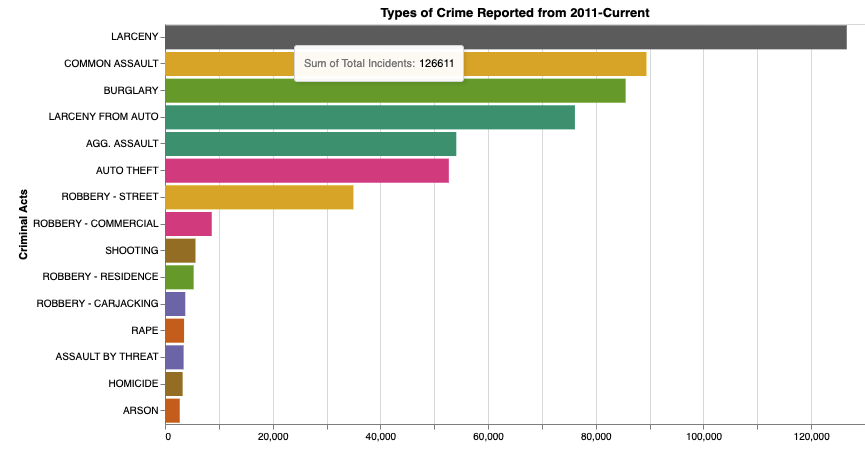 Types of Crime Reported from 2011-Current
Criminal Acts
LARCENY
Sum of Total Incidents: 126611
COMMON ASSAULT
BURGLARY
LARCENY FROM AUTO
AGG. ASSAULT
AUTO THEFT
ROBBERY - STREET
ROBBERY - COMMERCIAL
SHOOTING
ROBBERY - RESIDENCE
ROBBERY - CARJACKING
RAPE
ASSAULT BY THREAT
HOMICIDE
ARSON
0 20,000 40,000 60,000 80,000 100,000 120,000